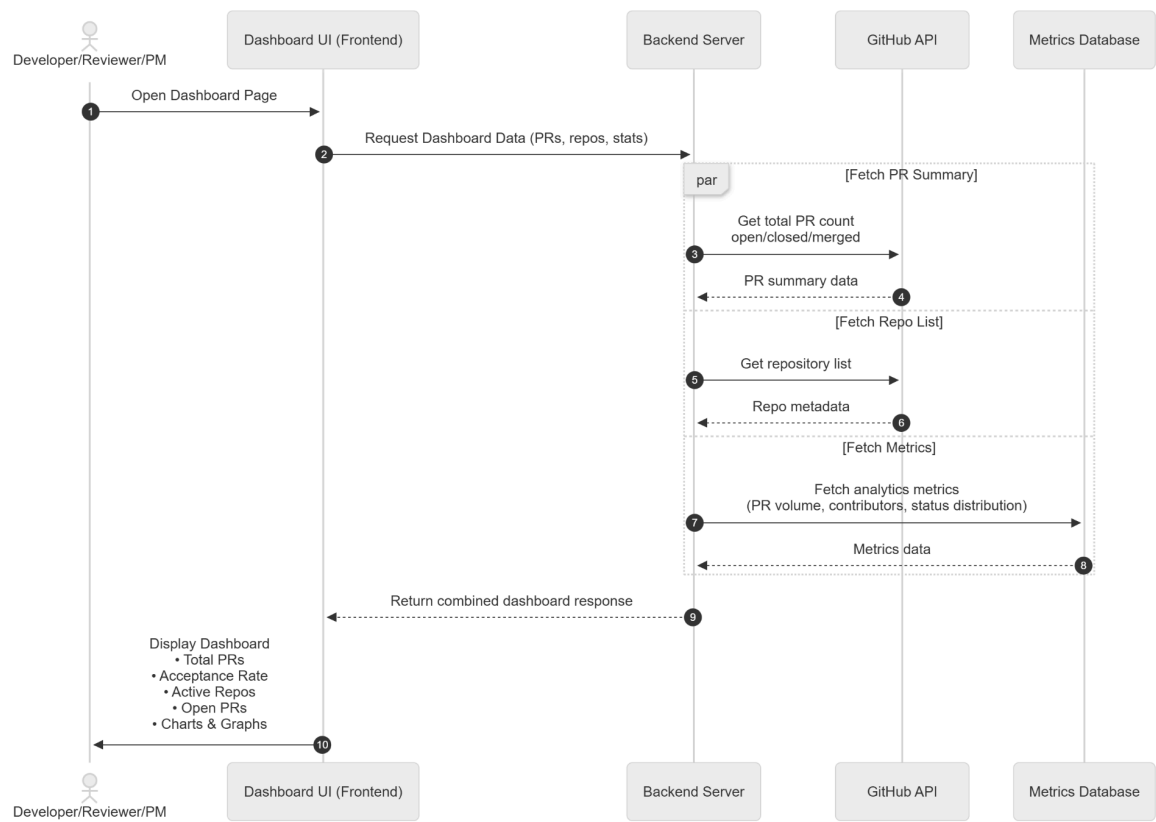 Developer/Reviewer/PM
Dashboard UI (Frontend)
Backend Server
GitHub API
Metrics Database
1
Open Dashboard Page
2
Request Dashboard Data (PRs, repos, stats)
par
[Fetch PR Summary]
Get total PR count
open/closed/merged
3
PR summary data
4
[Fetch Repo List]
Get repository list
5
Repo metadata
6
[Fetch Metrics]
Fetch analytics metrics
(PR volume, contributors, status distribution)
7
Metrics data
8
Return combined dashboard response
9
Display Dashboard
• Total PRs
• Acceptance Rate
• Active Repos
• Open PRs
• Charts & Graphs
10
Developer/Reviewer/PM
Dashboard UI (Frontend)
Backend Server
GitHub API
Metrics Database